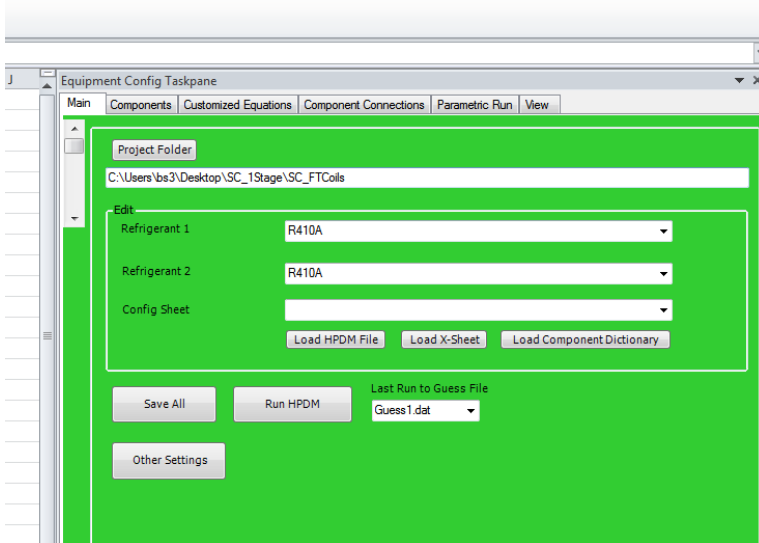 J
Equipment Config Taskpane
Main Components Customized Equations Component Connections Parametric Run View
Project Folder
C:\Users\bs3\Desktop\SC_1Stage\SC_FTCoils
Edit
Refrigerant 1 R410A
Refrigerant 2 R410A
Config Sheet
Load HPDM File Load X-Sheet Load Component Dictionary
Last Run to Guess File
Save All Run HPDM Guess1.dat
Other Settings